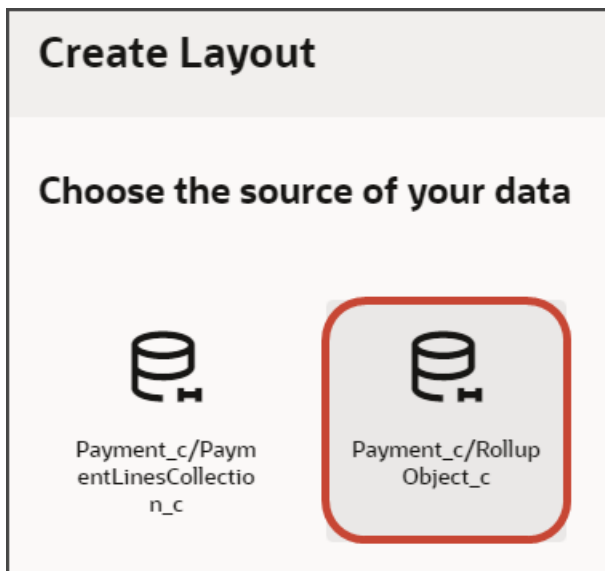 Create Layout
Choose the source of your data
Payment_c/Paym
entLinesCollectio
n_c
Payment_c/Rollup
Object_c